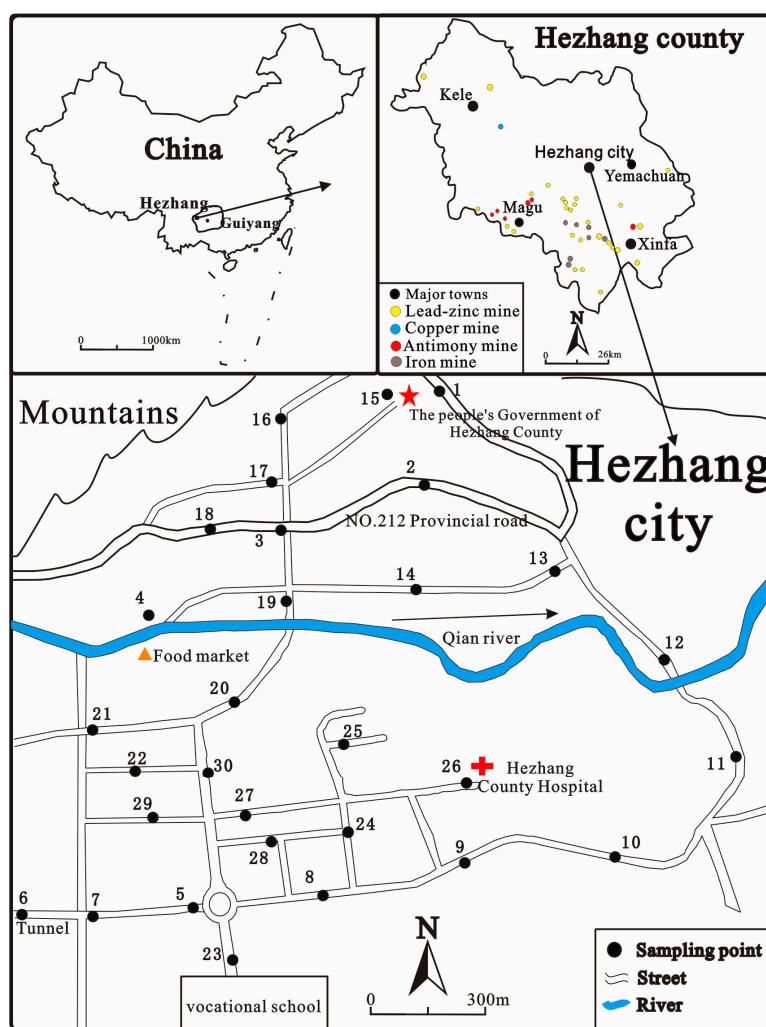 China
Hezhang
Guiyang
0
1000km
Hezhang county
Kele
Hezhang city
Yemachuan
Magu
Xinfa
Major towns
Lead-zinc mine
Copper mine
Antimony mine
Iron mine
N
0
26km
Mountains
15
1
The people's Government of
Hezhang County
16
Hezhang
city
17
2
18
3
NO.212 Provincial road
13
14
4
19
Qian river
12
Food market
20
21
25
11
22
30
26
Hezhang
County Hospital
29
27
24
28
9
10
8
6
7
5
Tunnel
23
N
vocational school
0
300m
Sampling point
Street
River